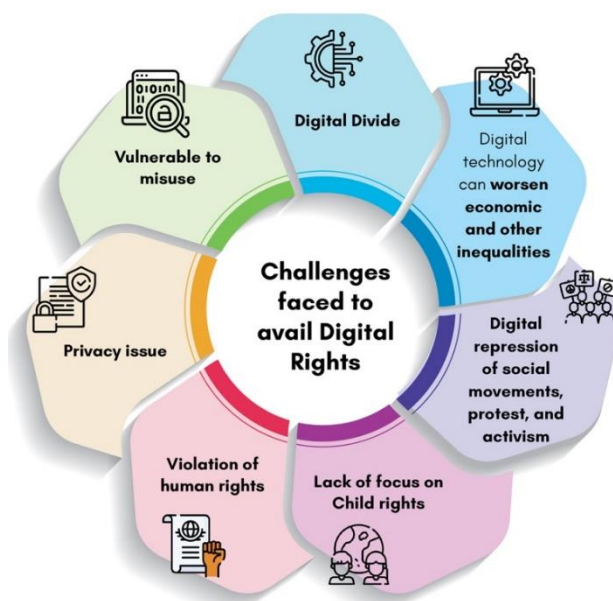 Challenges
faced to
avail Digital
Rights
Digital Divide
Digital
technology
can worsen
economic
and other
inequalities
Digital
repression
of social
movements,
protest, and
activism
Lack of focus on
Child rights
Violation of
human rights
Privacy issue
Vulnerable to
misuse